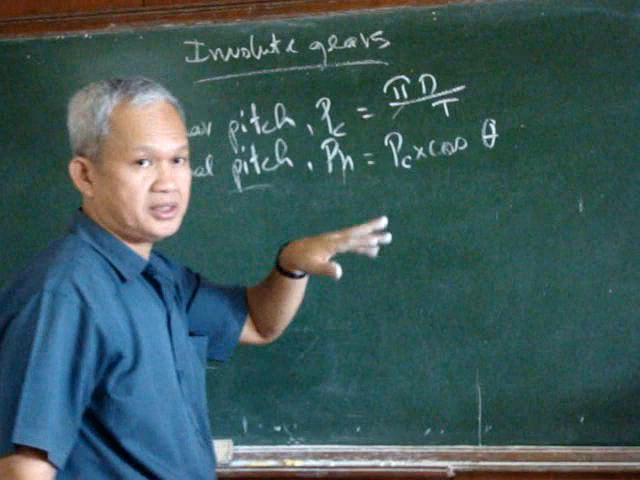 Involute gears
pitch, Pc = πD/T
pitch, Pn = Pc × cos θ